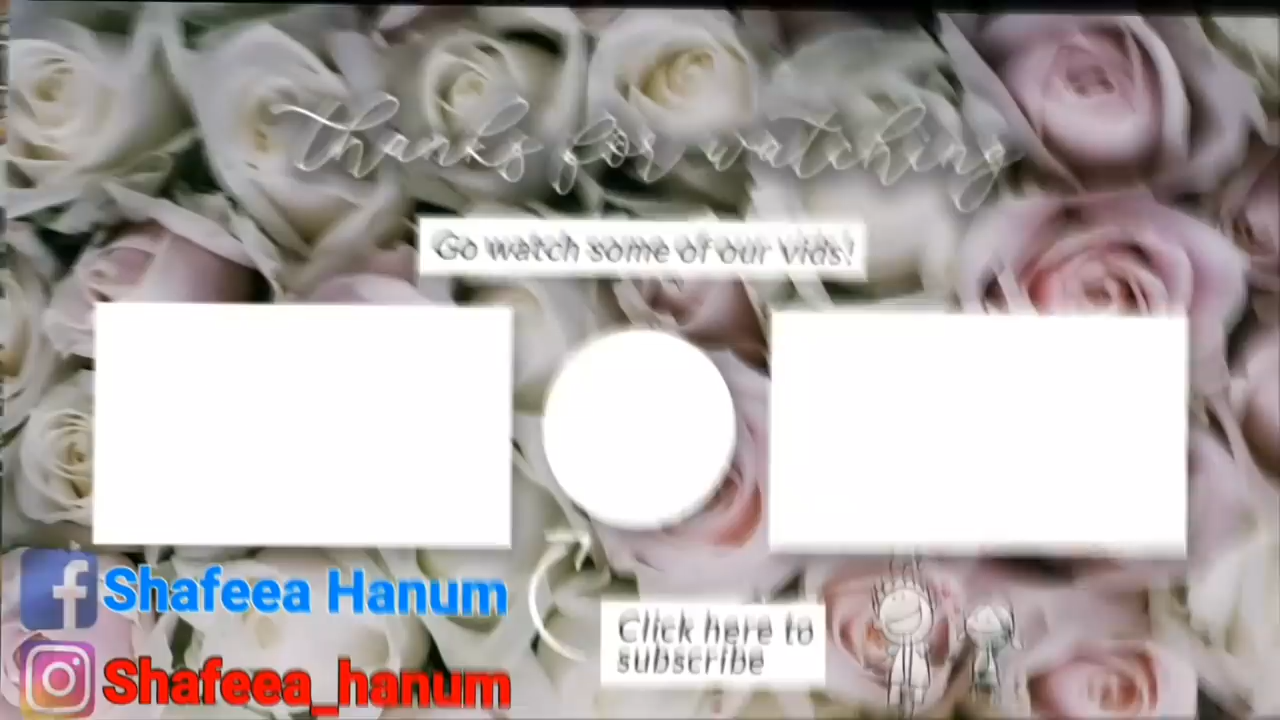 thanks for watching
Go watch some of our vids!
Shafeea Hanum
Click here to
subscribe
Shafeea_hanum